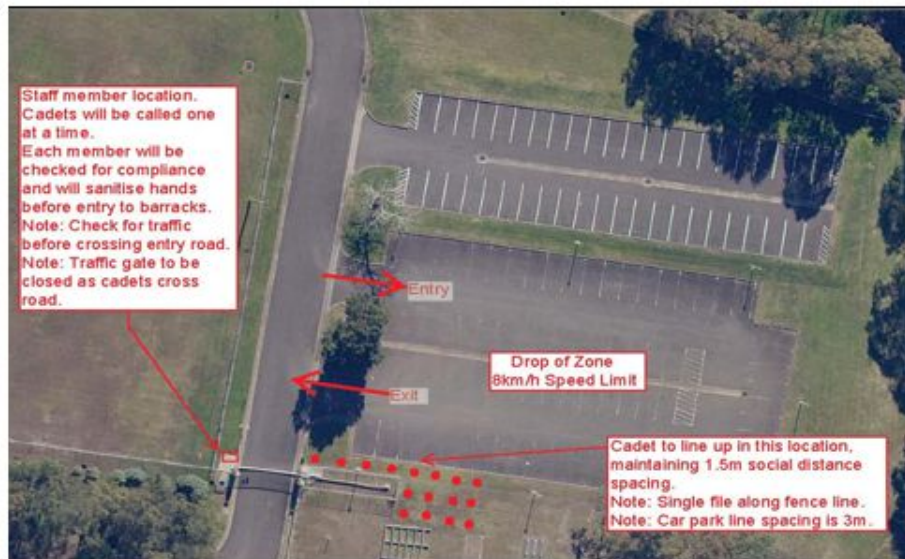 Staff member location.
Cadets will be called one
at a time.
Each member will be
checked for compliance
and will sanitise hands
before entry to barracks.
Note: Check for traffic
before crossing entry road.
Note: Traffic gate to be
closed as cadets cross
road.
Entry
Drop of Zone
8km/h Speed Limit
Exit
Cadet to line up in this location,
maintaining 1.5m social distance
spacing.
Note: Single file along fence line.
Note: Car park line spacing is 3m.